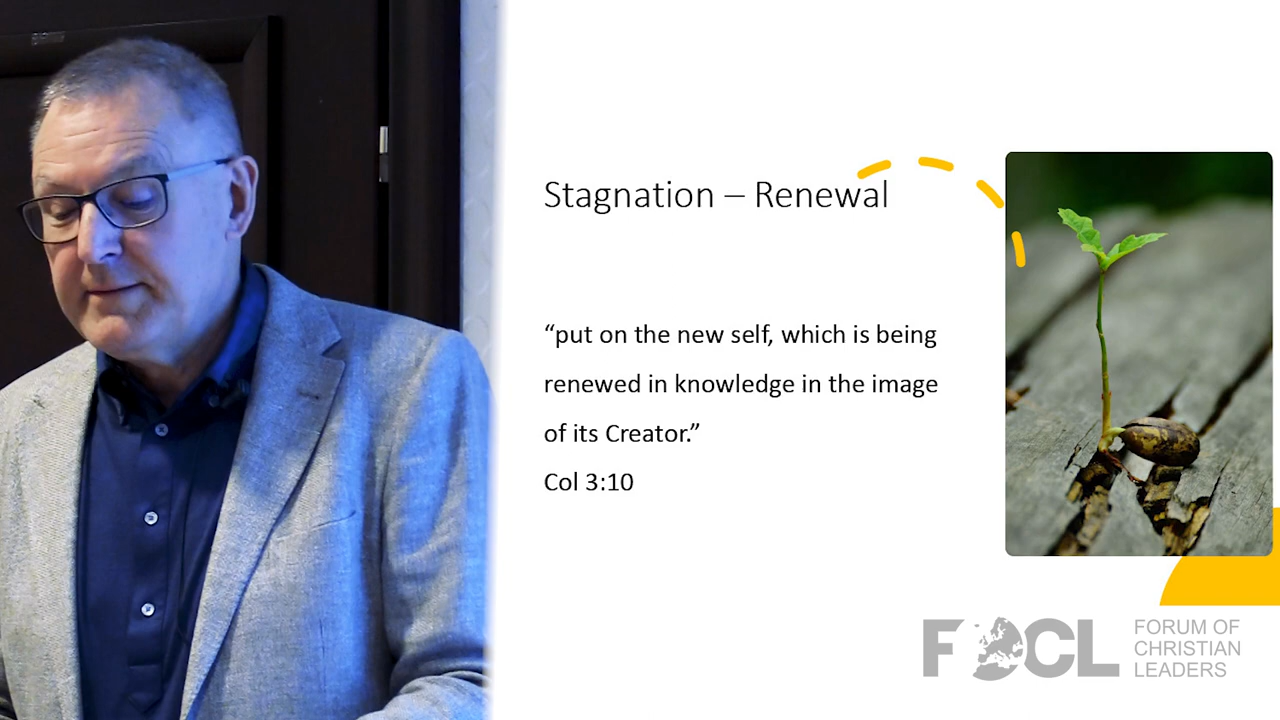 Stagnation – Renewal
“put on the new self, which is being
renewed in knowledge in the image
of its Creator.”
Col 3:10
FOCL
FORUM OF
CHRISTIAN
LEADERS